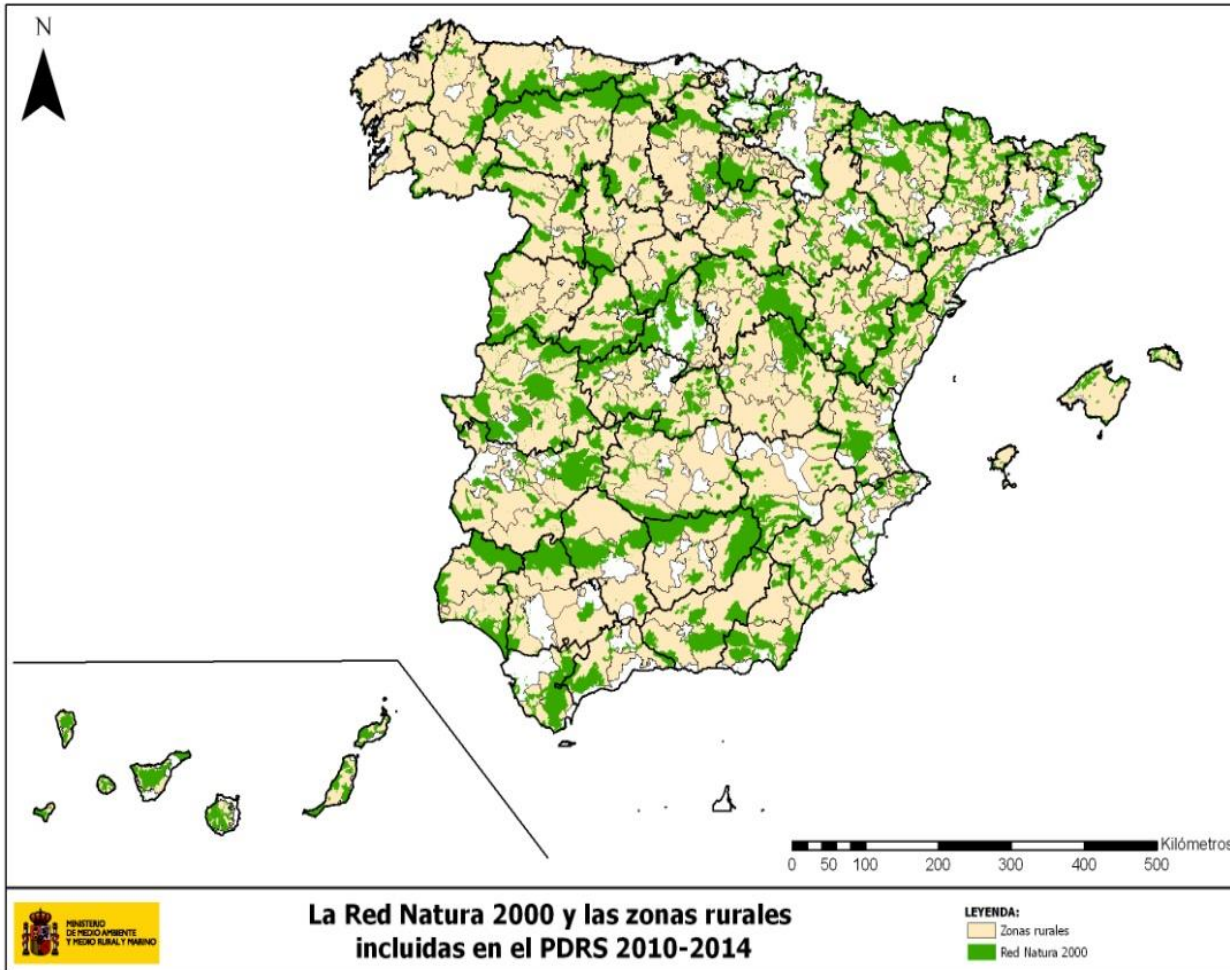 N
Kilómetros
0 50 100 200 300 400 500
MINISTERIO
DE MEDIO AMBIENTE
Y MEDIO RURAL Y MARINO
La Red Natura 2000 y las zonas rurales
incluidas en el PDRS 2010-2014
LEYENDA:
Zonas rurales
Red Natura 2000